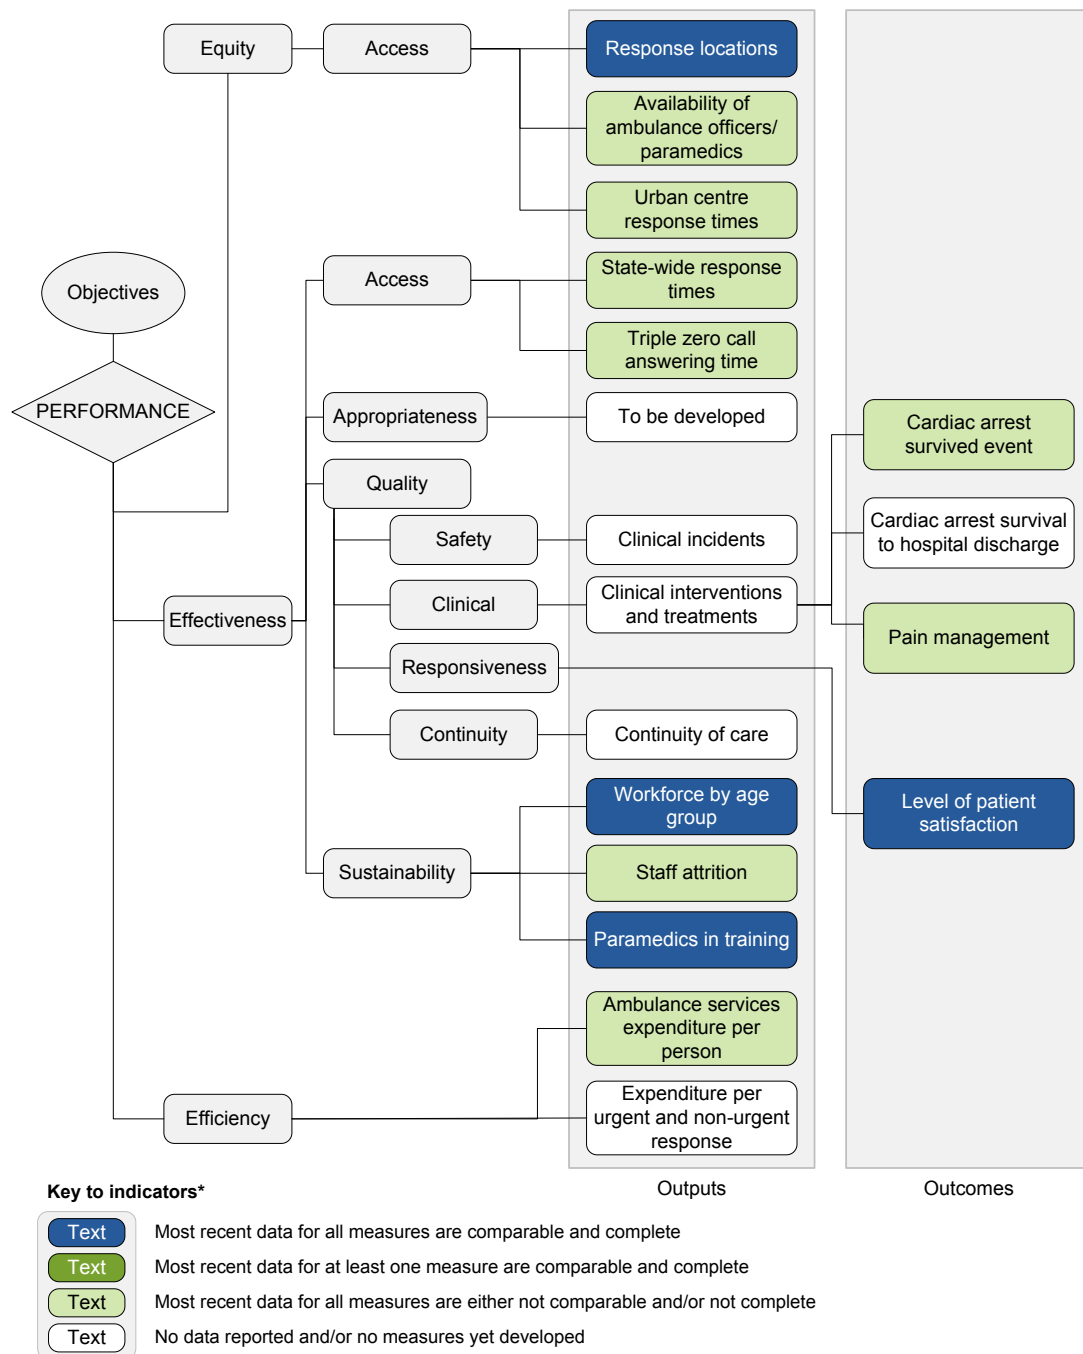 Equity
Access
Response locations
Availability of
ambulance officers/
paramedics
Urban centre
response times
Objectives
PERFORMANCE
Access
State-wide response
times
Triple zero call
answering time
Appropriateness
To be developed
Quality
Safety
Clinical incidents
Clinical
Clinical interventions
and treatments
Cardiac arrest
survived event
Cardiac arrest survival
to hospital discharge
Pain management
Effectiveness
Responsiveness
Level of patient
satisfaction
Continuity
Continuity of care
Sustainability
Workforce by age
group
Staff attrition
Paramedics in training
Efficiency
Ambulance services
expenditure per
person
Expenditure per
urgent and non-urgent
response
Outputs
Outcomes
Key to indicators*
Text
Most recent data for all measures are comparable and complete
Text
Most recent data for at least one measure are comparable and complete
Text
Most recent data for all measures are either not comparable and/or not complete
Text
No data reported and/or no measures yet developed